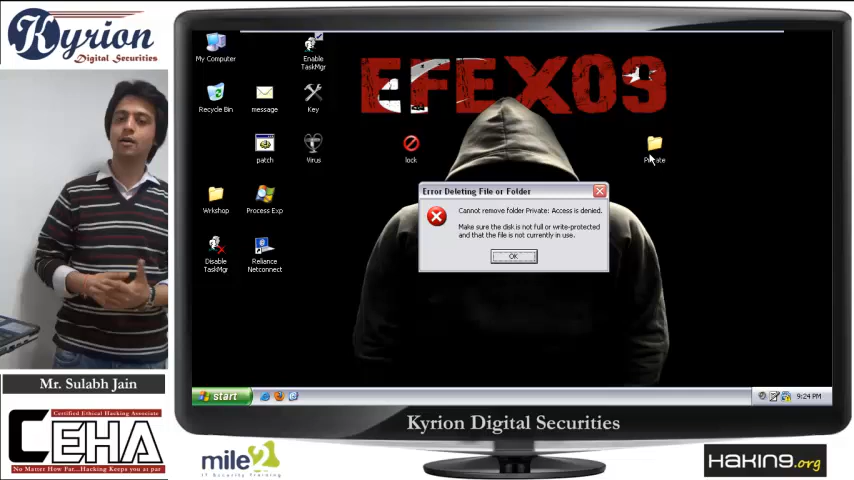 Kyrion
Digital Securities
My Computer
Enable
TaskMgr
EFEX09
Recycle Bin
message
Key
patch
Virus
lock
Private
Error Deleting File or Folder
Cannot remove folder Private: Access is denied.
Make sure the disk is not full or write-protected
and that the file is not currently in use.
OK
Wrkshop
Process Exp
Disable
TaskMgr
Reliance
Netconnect
start
9:24 PM
Mr. Sulabh Jain
Kyrion Digital Securities
Certified Ethical Hacking Associate
CEHA
No Matter How Far...Hacking Keeps you at par
mile2
IT Security Training
HAKIN9.org